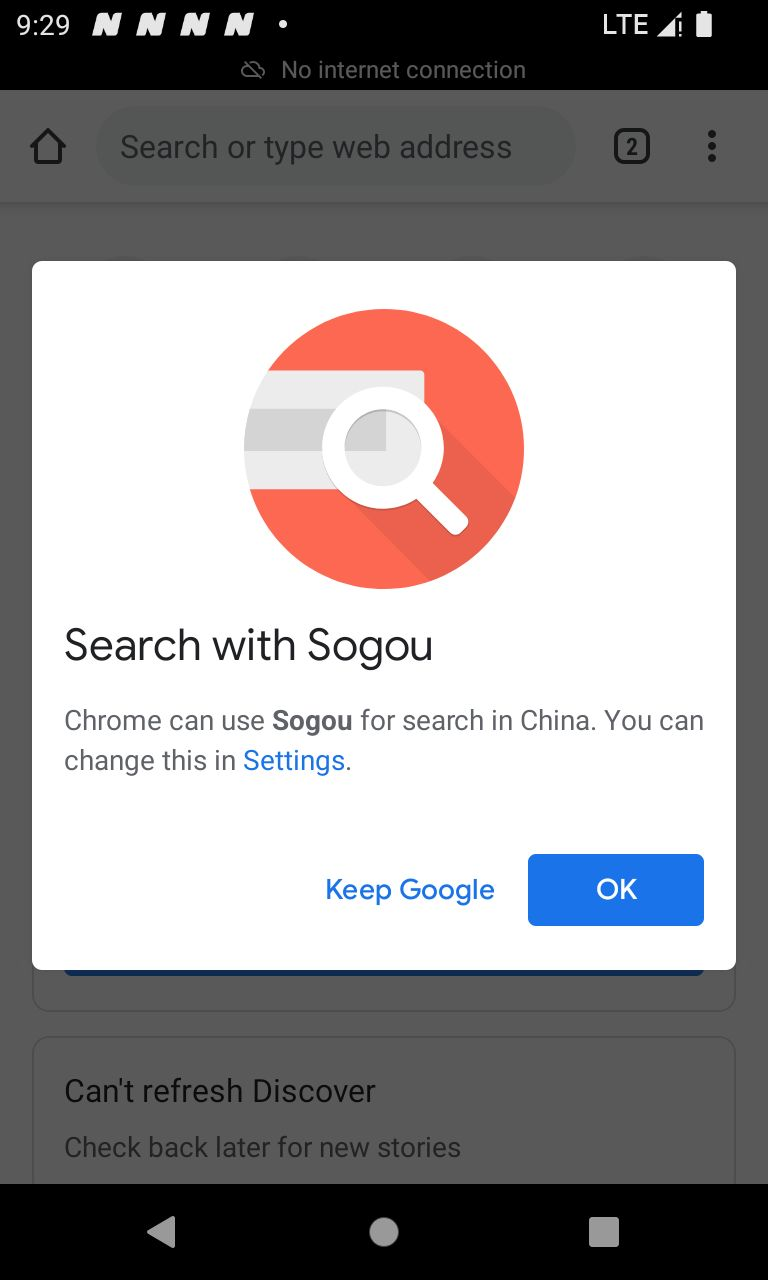 9:29 N N N N LTE
No internet connection
Search or type web address 2
Search with Sogou
Chrome can use Sogou for search in China. You can
change this in Settings.
Keep Google OK
Can't refresh Discover
Check back later for new stories